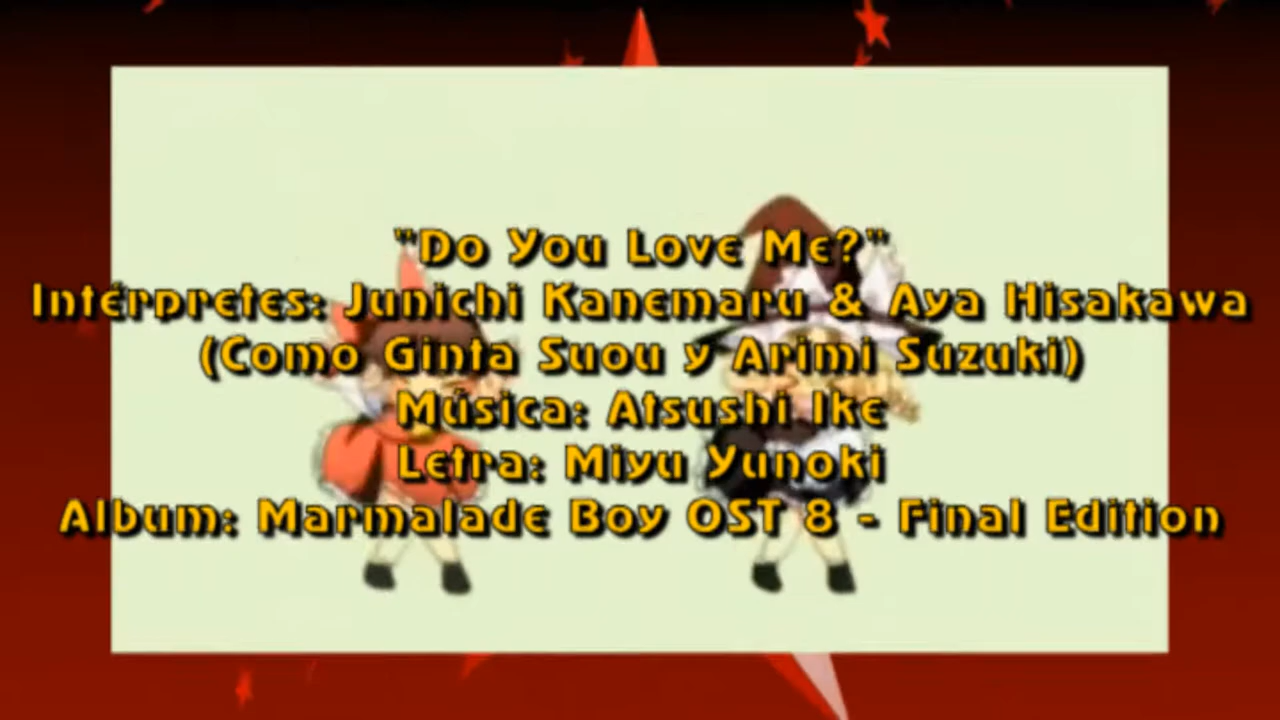 "Do You Love Me?"
Intérpretes: Junichi Kanemaru & Aya Hisakawa
(Como Ginta Suou y Arimi Suzuki)
Música: Atsushi Ike
Letra: Miyu Yunoki
Album: Marmalade Boy OST 8 - Final Edition